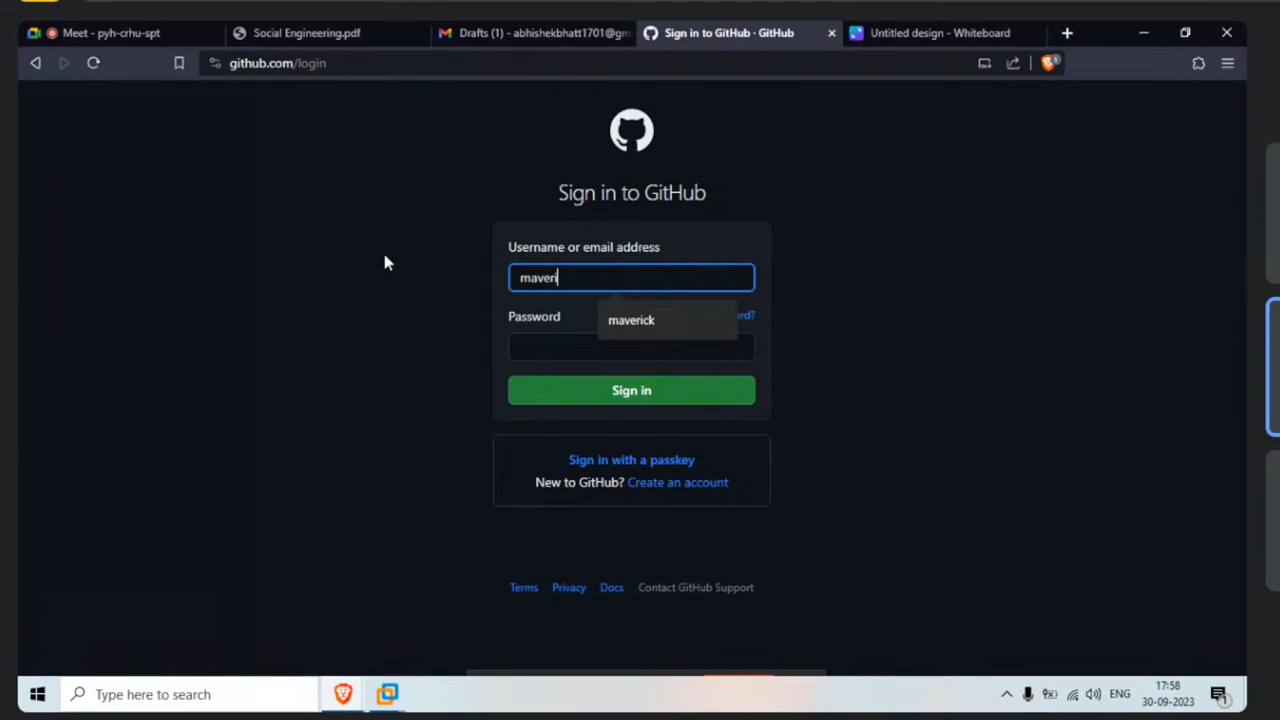 Meet - pyh-crhu-spt
Social Engineering.pdf
Drafts (1) - abhishekbhatt1701@gm
Sign in to GitHub · GitHub
Untitled design - Whiteboard
github.com/login
1
Sign in to GitHub
Username or email address
maveri
Password
rd?
maverick
Sign in
Sign in with a passkey
New to GitHub? Create an account
Terms
Privacy
Docs
Contact GitHub Support
Type here to search
ENG
17:58
30-09-2023
1